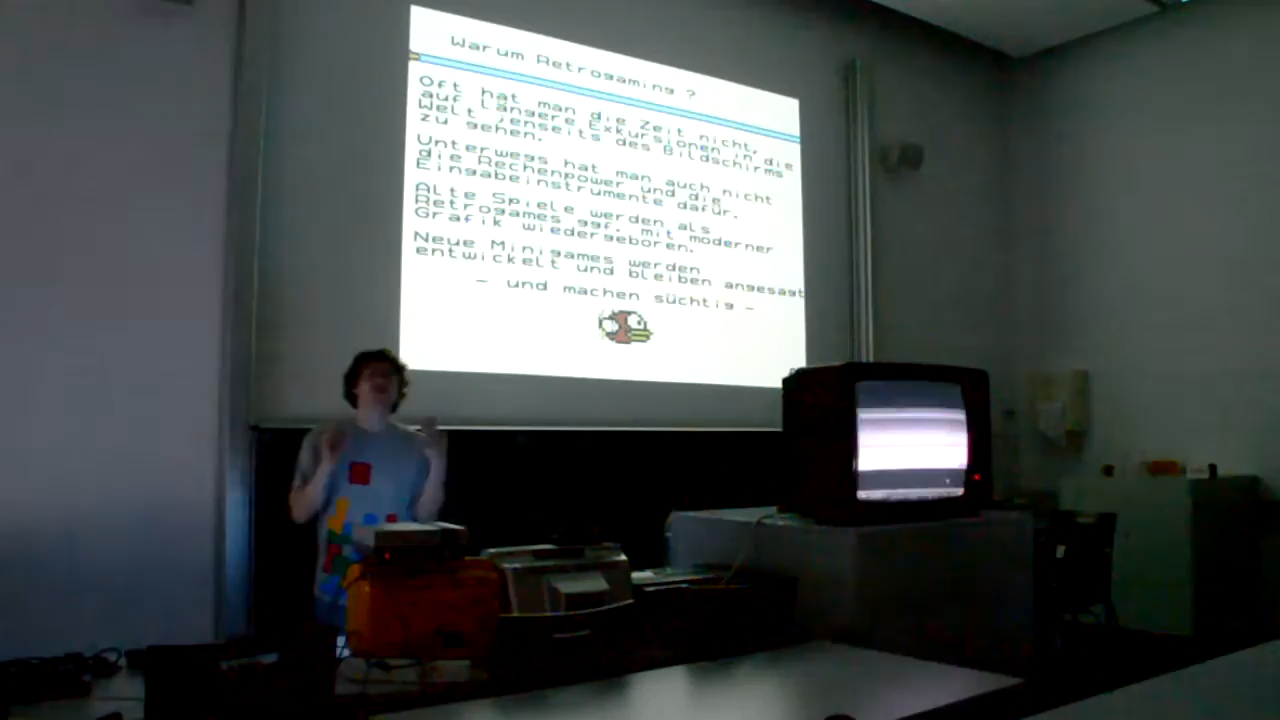 Warum Retrogaming ?
Oft hat man die Zeit nicht,
auf längere Exkursionen in die
Welt jenseits des Bildschirms
zu gehen.
Unterwegs hat man auch nicht
die Rechenpower und die
Eingabeinstrumente dafür.
Alte Spiele werden als
Retrogames ggf. mit moderner
Grafik wiedergeboren.
Neue Minigames werden
entwickelt und bleiben angesagt
- und machen süchtig -